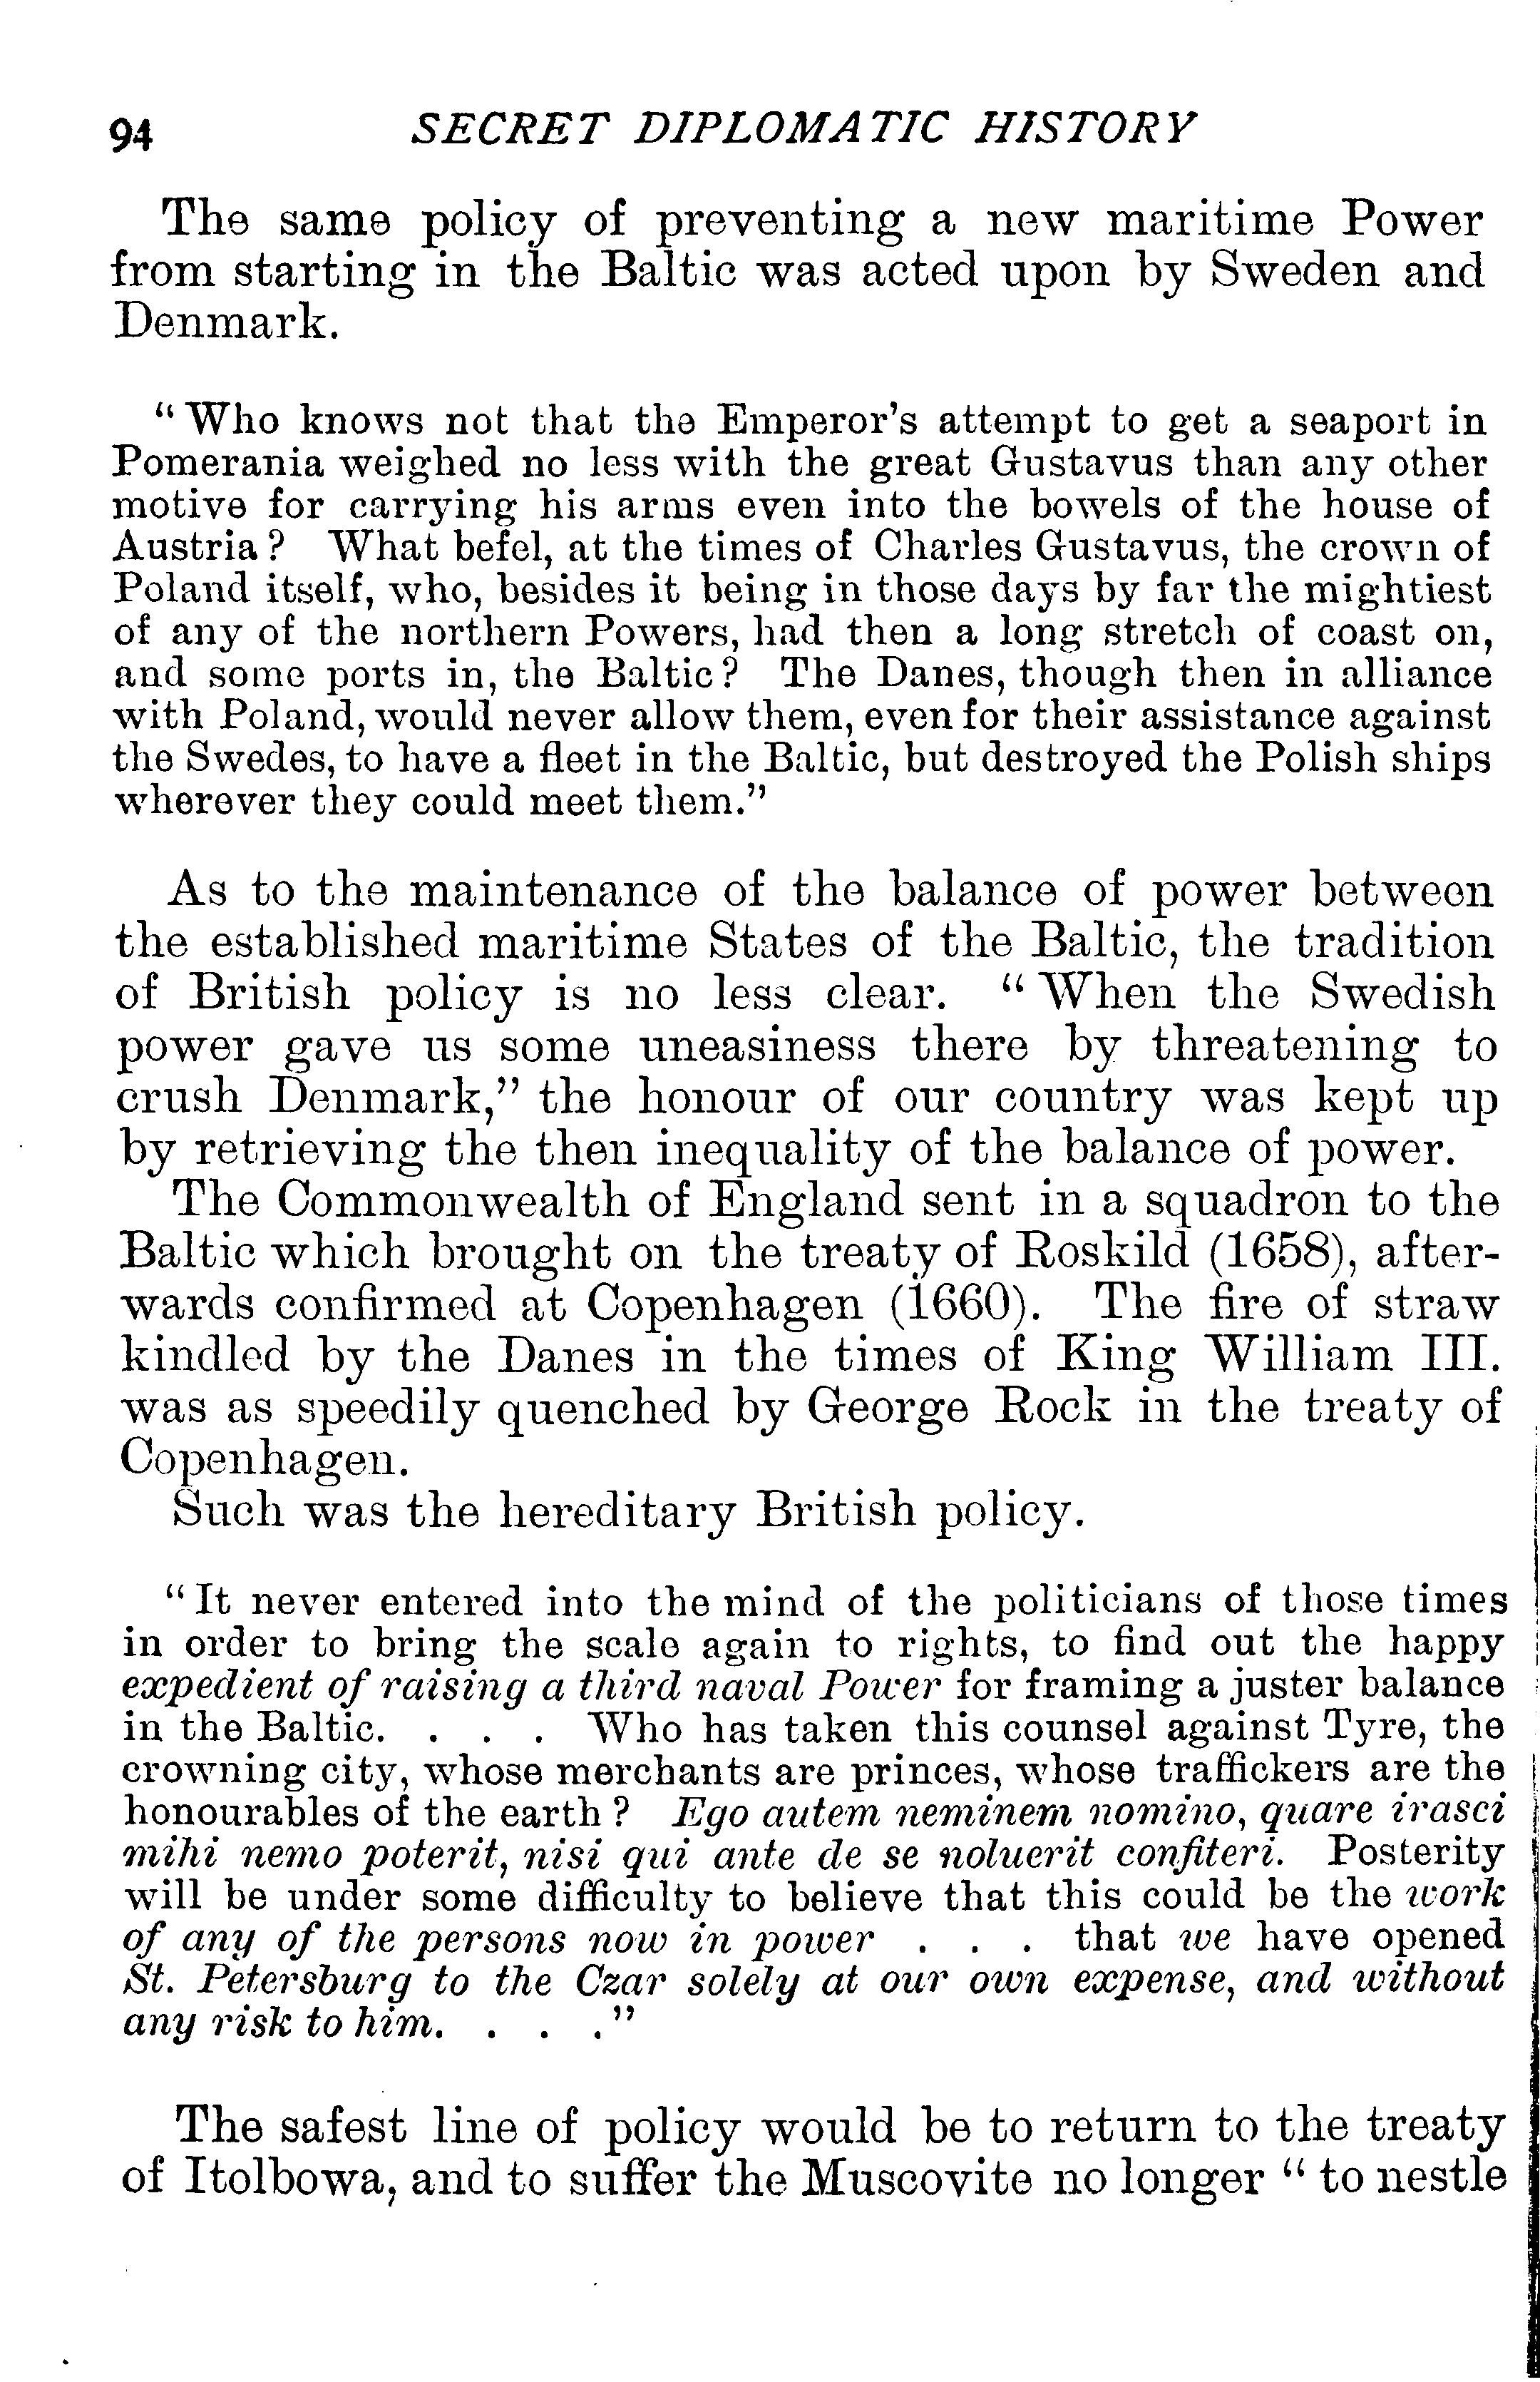 94 SECRET DIPLOMATIC HISTORY
The same policy of preventing a new maritime Power
from starting in the Baltic was acted upon by Sweden and
Denmark.
“Who knows not that the Emperor's attempt to get a seaport in
Pomerania weighed no less with the great Gustavus than any other
motive for carrying his arms even into the bowels of the house of
Austria? What befel, at the times of Charles Gustavus, the crown of
Poland itself, who, besides it being in those days by far the mightiest
of any of the northern Powers, had then a long stretch of coast on,
and some ports in, the Baltic? The Danes, though then in alliance
with Poland, would never allow them, even for their assistance against
the Swedes, to have a fleet in the Baltic, but destroyed the Polish ships
wherever they could meet them.”
As to the maintenance of the balance of power between
the established maritime States of the Baltic, the tradition
of British policy is no less clear. “When the Swedish
power gave us some uneasiness there by threatening to
crush Denmark,” the honour of our country was kept up
by retrieving the then inequality of the balance of power.
The Commonwealth of England sent in a squadron to the
Baltic which brought on the treaty of Roskild (1658), after-
wards confirmed at Copenhagen (1660). The fire of straw
kindled by the Danes in the times of King William III.
was as speedily quenched by George Rock in the treaty of
Copenhagen.
Such was the hereditary British policy.
“It never entered into the mind of the politicians of those times
in order to bring the scale again to rights, to find out the happy
expedient of raising a third naval Power for framing a juster balance
in the Baltic. . . . Who has taken this counsel against Tyre, the
crowning city, whose merchants are princes, whose traffickers are the
honourables of the earth? Ego autem neminem nomino, quare irasci
mihi nemo poterit, nisi qui ante de se noluerit confiteri. Posterity
will be under some difficulty to believe that this could be the work
of any of the persons now in power . . . that we have opened
St. Petersburg to the Czar solely at our own expense, and without
any risk to him. . . .”
The safest line of policy would be to return to the treaty
of Itolbowa, and to suffer the Muscovite no longer “to nestle